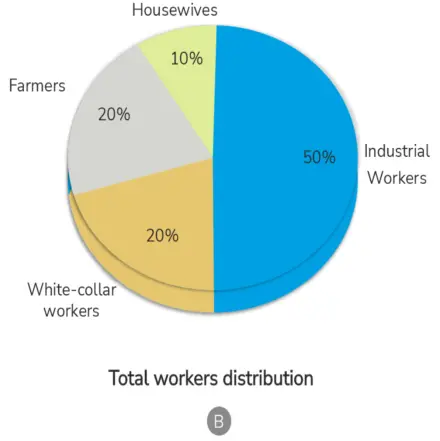 Housewives
10%
Farmers
20%
50%
Industrial
Workers
20%
White-collar
workers
Total workers distribution
B